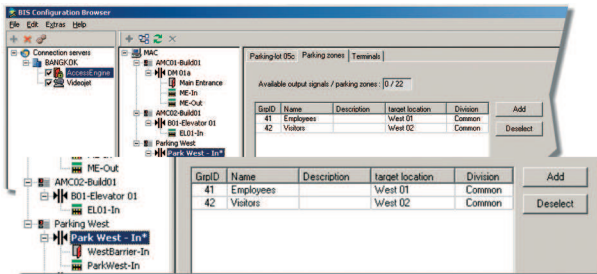 BIS Configuration Browser
File Edit Extras Help
Connection servers
BANGKOK
AccessEngine
Videojet
MAC
AMC01-Build01
DM 01a
Main Entrance
ME-In
ME-Out
AMC02-Build01
B01-Elevator 01
EL01-In
Parking West
Park West - In*
Parking-lot 05c Parking zones Terminals
Available output signals / parking zones: 0 / 22
GrpID Name Description target location Division
41 Employees West 01 Common
42 Visitors West 02 Common
Add
Deselect
ME-Out
AMC02-Build01
B01-Elevator 01
EL01-In
Parking West
Park West - In*
WestBarrier-In
ParkWest-In
GrpID Name Description target location Division
41 Employees West 01 Common
42 Visitors West 02 Common
Add
Deselect